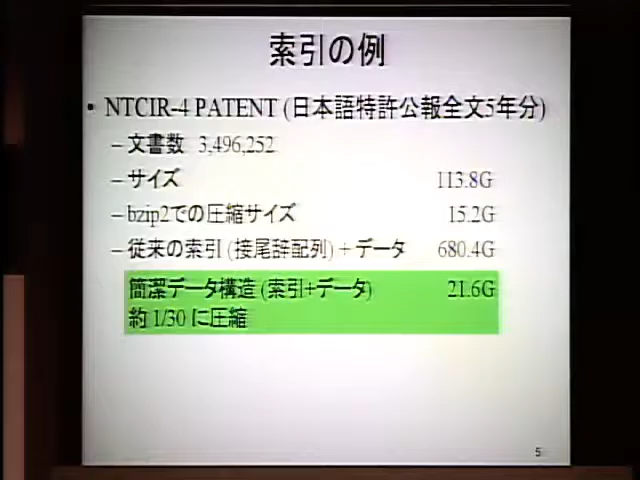 索引の例
• NTCIR-4 PATENT (日本語特許公報全文5年分)
– 文書数 3,496,252
– サイズ 113.8G
– bzip2での圧縮サイズ 15.2G
– 従来の索引 (接尾辞配列) + データ 680.4G
簡潔データ構造 (索引+データ) 21.6G
約 1/30 に圧縮
5